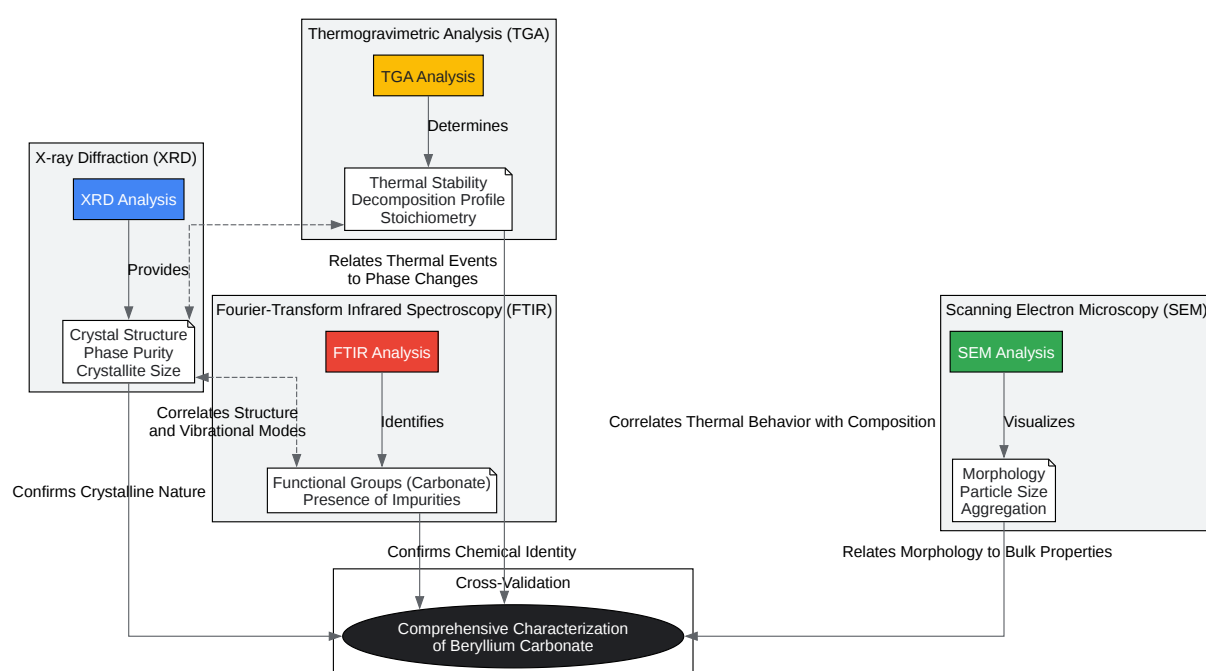 Thermogravimetric Analysis (TGA)
TGA Analysis
Determines
Thermal Stability
Decomposition Profile
Stoichiometry
X-ray Diffraction (XRD)
XRD Analysis
Provides
Crystal Structure
Phase Purity
Crystallite Size
Relates Thermal Events
to Phase Changes
Fourier-Transform Infrared Spectroscopy (FTIR)
FTIR Analysis
Identifies
Functional Groups (Carbonate)
Presence of Impurities
Correlates Structure
and Vibrational Modes
Scanning Electron Microscopy (SEM)
SEM Analysis
Visualizes
Morphology
Particle Size
Aggregation
Correlates Thermal Behavior with Composition
Confirms Crystalline Nature
Confirms Chemical Identity
Relates Morphology to Bulk Properties
Cross-Validation
Comprehensive Characterization
of Beryllium Carbonate